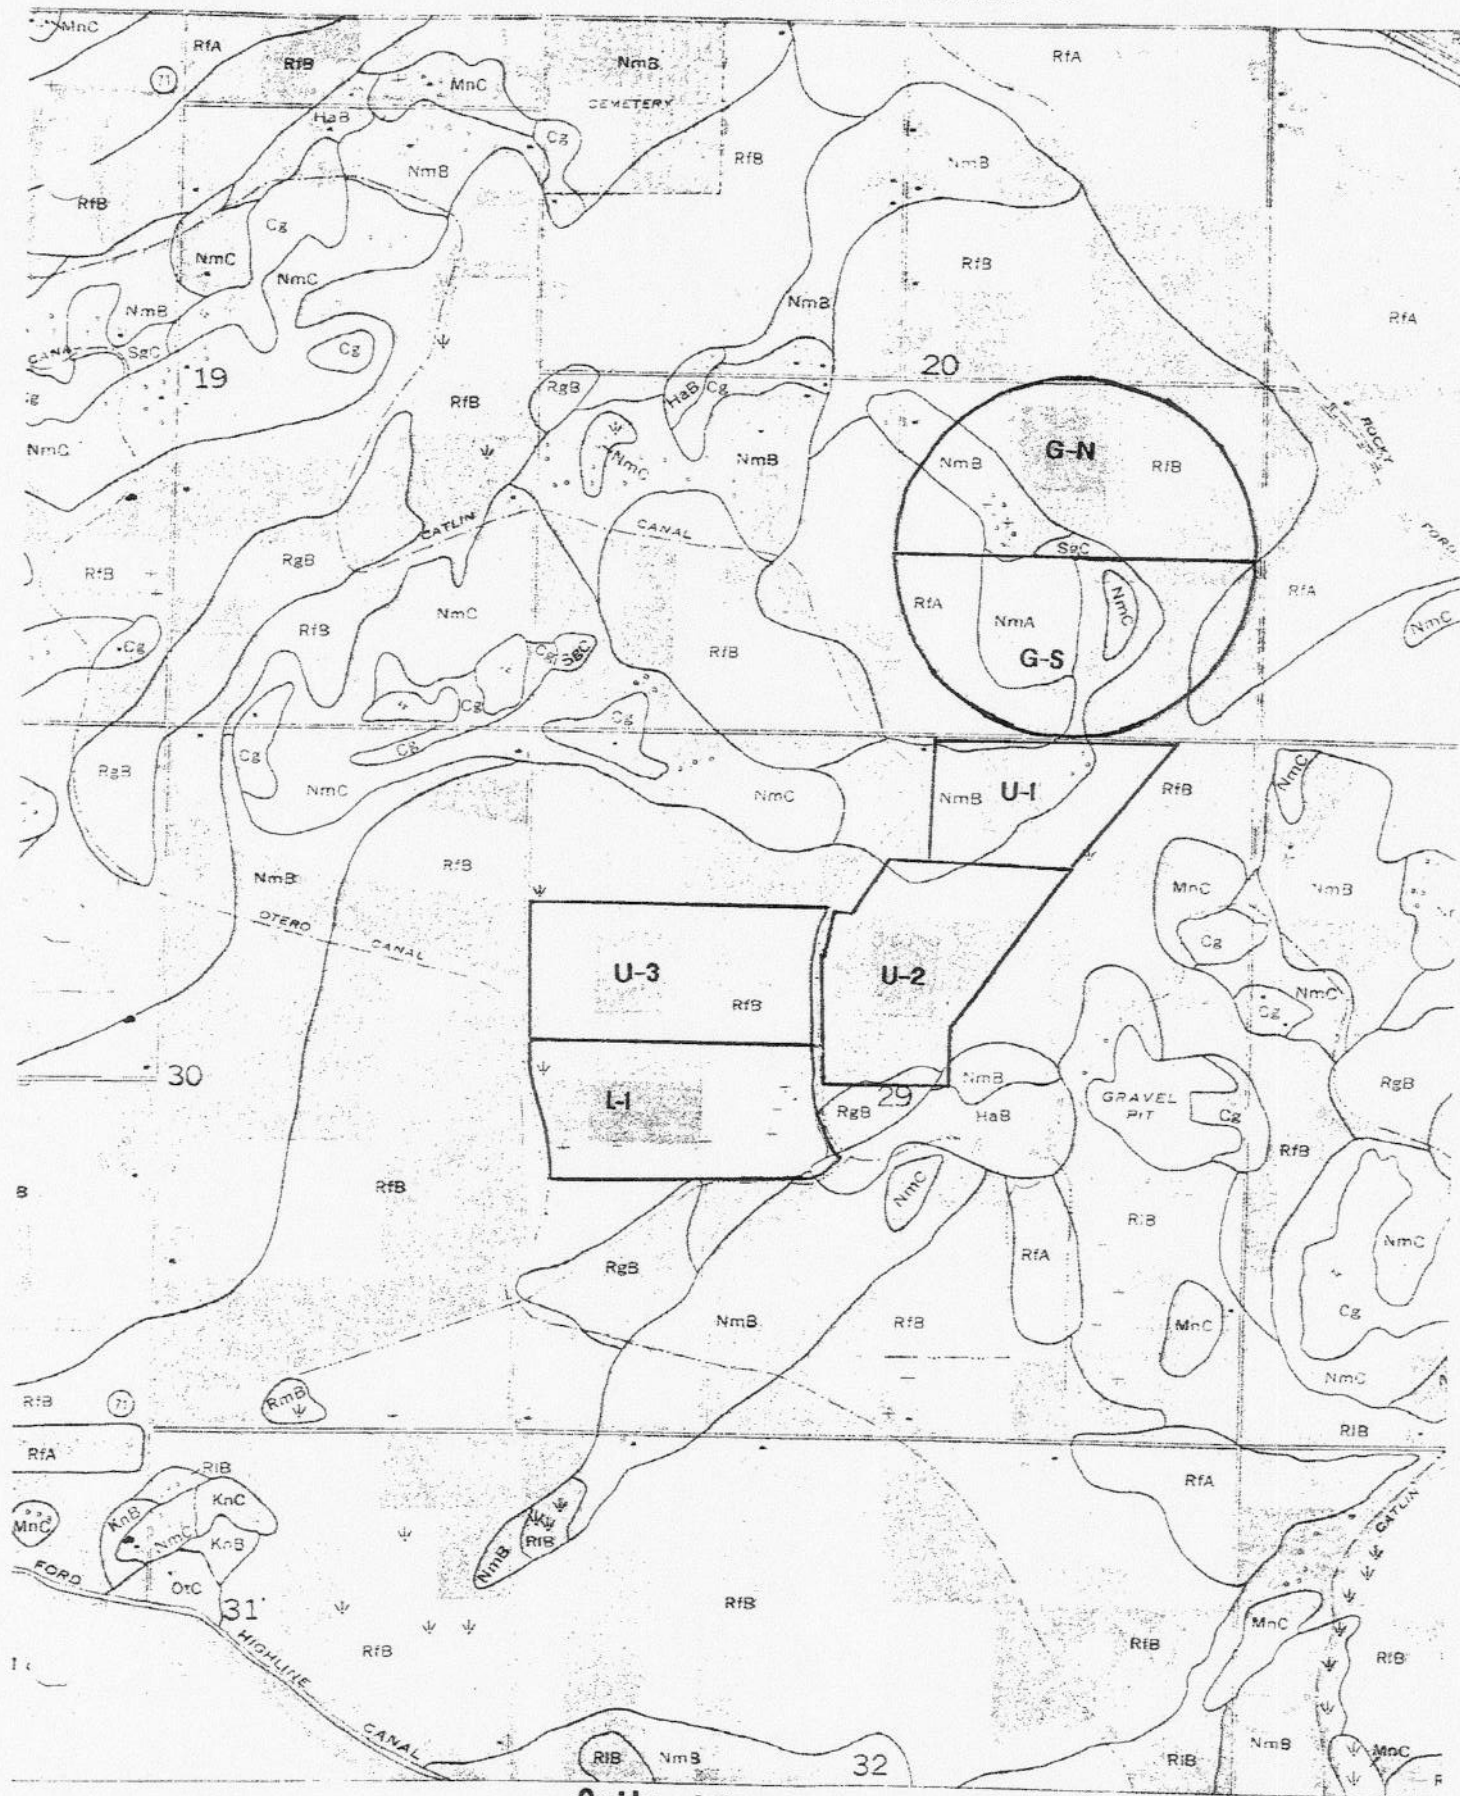 MnC
RfA
RfB
NmB
RfA
71
MnC
CEMETERY
HaB
Cg
RfB
NmB
NmB
RfB
Cg
NmC
NmC
RfB
NmB
NmB
RfA
CANAL
SgC
Cg
19
20
RfB
RgB
HaB
Cg
ROCKY
NmC
NmC
NmB
NmB
G-N
RfB
CATLIN
CANAL
FORD
SgC
RfB
RgB
RfA
NmC
RfA
NmC
NmA
NmC
RfB
Cg
Cg
SgC
RfB
G-S
Cg
Cg
Cg
Cg
RgB
NmC
NmC
NmB
U-1
RfB
NmC
RfB
NmB
MnC
NmB
OTERO
CANAL
Cg
U-3
U-2
RfB
NmC
Cg
30
NmB
RgB
L-1
29
RgB
HaB
GRAVEL
PIT
Cg
RfB
B
RfB
NmC
RfB
NmC
RfA
RgB
NmB
RfB
MnC
Cg
NmC
RfB
71
RmB
RfB
RfA
RfB
RfA
KnB
KnC
MnC
NmC
KnB
RfB
NmB
CATLIN
FORD
OtC
31
RfB
MnC
HIGHLINE
RfB
RfB
RfB
CANAL
RfB
NmB
32
RfB
NmB
MnC